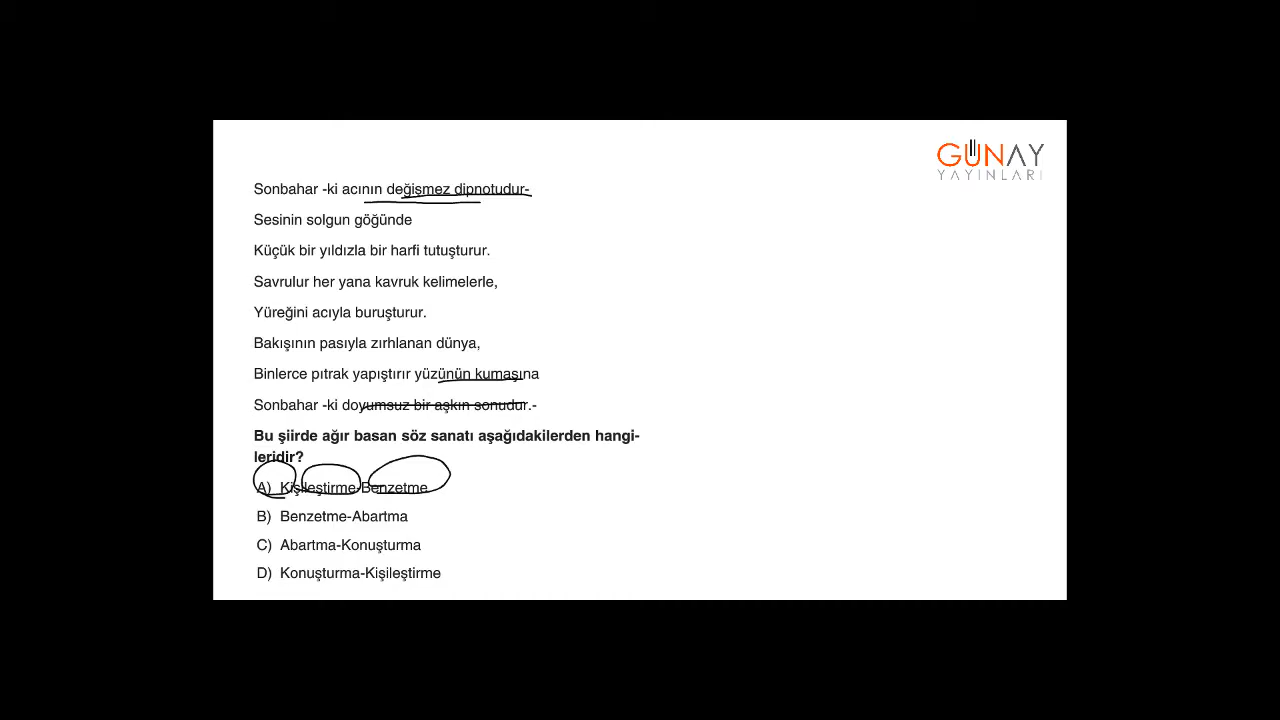 GÜNAY
YAYINLARI
Sonbahar -ki acının değişmez dipnotudur-
Sesinin solgun göğünde
Küçük bir yıldızla bir harfi tutuşturur.
Savrulur her yana kavruk kelimelerle,
Yüreğini acıyla buruşturur.
Bakışının pasıyla zırhlanan dünya,
Binlerce pıtrak yapıştırır yüzünün kumaşına
Sonbahar -ki doyumsuz bir aşkın sonudur.-
Bu şiirde ağır basan söz sanatı aşağıdakilerden hangi-
leridir?
A) Kişileştirme-Benzetme
B) Benzetme-Abartma
C) Abartma-Konuşturma
D) Konuşturma-Kişileştirme